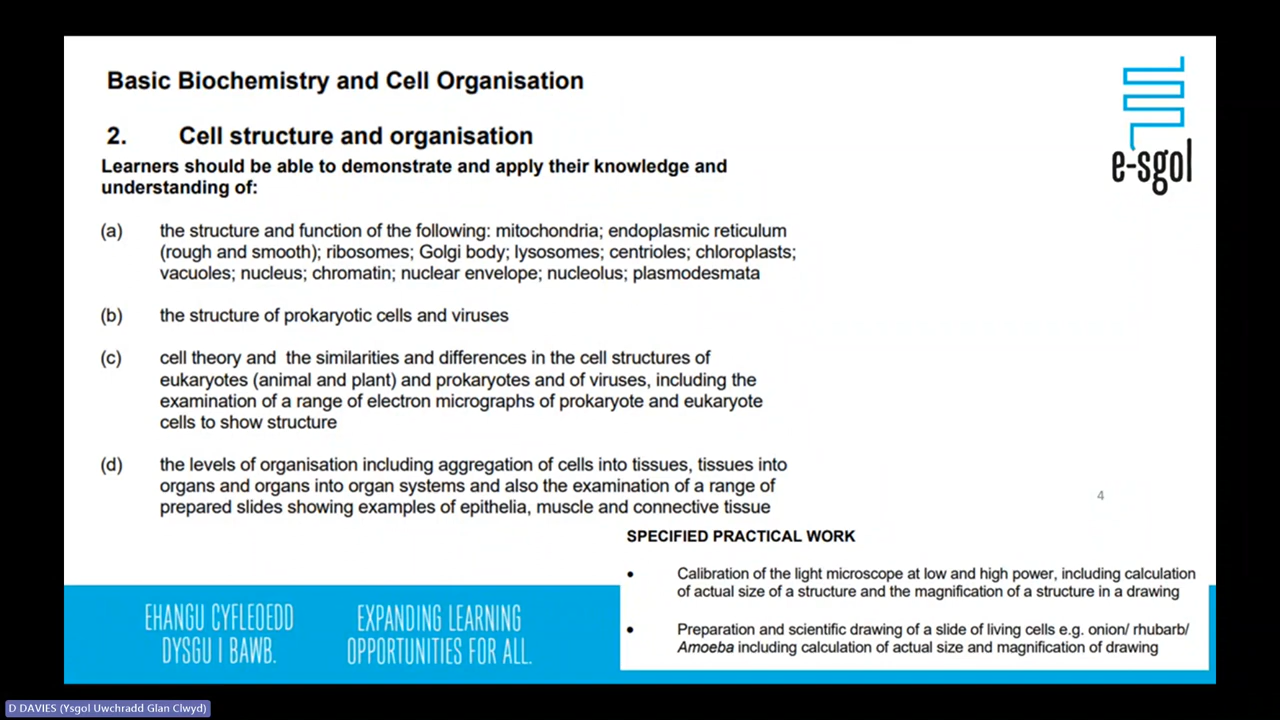 Basic Biochemistry and Cell Organisation
e-sgol
2. Cell structure and organisation
Learners should be able to demonstrate and apply their knowledge and
understanding of:
(a) the structure and function of the following: mitochondria; endoplasmic reticulum
(rough and smooth); ribosomes; Golgi body; lysosomes; centrioles; chloroplasts;
vacuoles; nucleus; chromatin; nuclear envelope; nucleolus; plasmodesmata
(b) the structure of prokaryotic cells and viruses
(c) cell theory and the similarities and differences in the cell structures of
eukaryotes (animal and plant) and prokaryotes and of viruses, including the
examination of a range of electron micrographs of prokaryote and eukaryote
cells to show structure
(d) the levels of organisation including aggregation of cells into tissues, tissues into
organs and organs into organ systems and also the examination of a range of
prepared slides showing examples of epithelia, muscle and connective tissue
4
SPECIFIED PRACTICAL WORK
• Calibration of the light microscope at low and high power, including calculation
of actual size of a structure and the magnification of a structure in a drawing
• Preparation and scientific drawing of a slide of living cells e.g. onion/ rhubarb/
Amoeba including calculation of actual size and magnification of drawing
EHANGU CYFLEOEDD
DYSGU I BAWB.
EXPANDING LEARNING
OPPORTUNITIES FOR ALL.
D DAVIES (Ysgol Uwchradd Glan Clwyd)